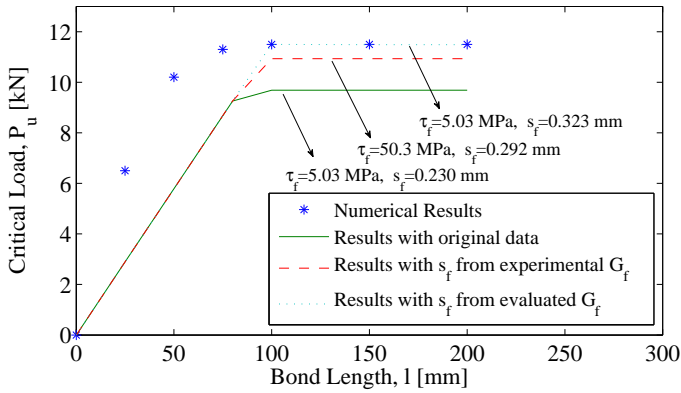 Critical Load, P_u [kN]
12
10
8
6
4
2
0
τ_f=5.03 MPa, s_f=0.323 mm
τ_f=50.3 MPa, s_f=0.292 mm
τ_f=5.03 MPa, s_f=0.230 mm
Numerical Results
Results with original data
Results with s_f from experimental G_f
Results with s_f from evaluated G_f
0 50 100 150 200 250 300
Bond Length, l [mm]